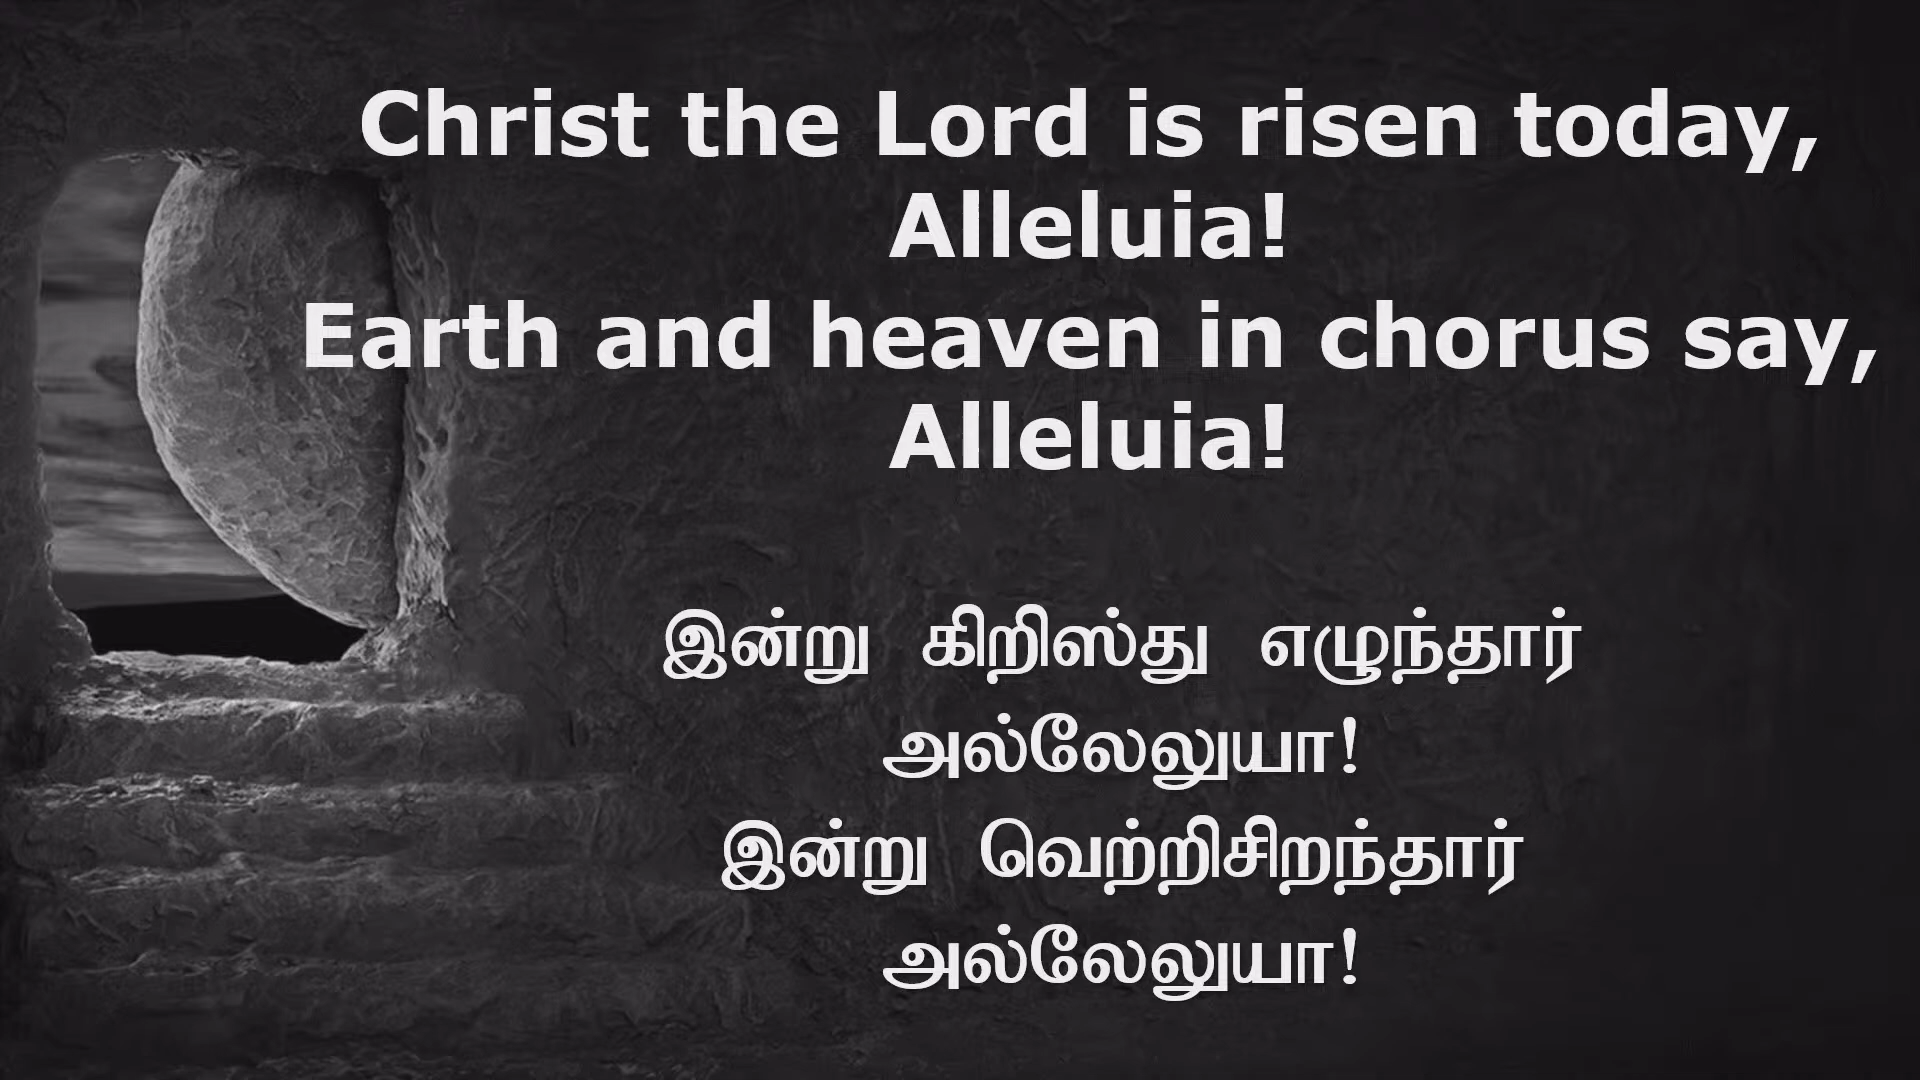 Christ the Lord is risen today,
Alleluia!
Earth and heaven in chorus say,
Alleluia!
இன்று கிறிஸ்து எழுந்தார்
அல்லேலுயா!
இன்று வெற்றிசிறந்தார்
அல்லேலுயா!